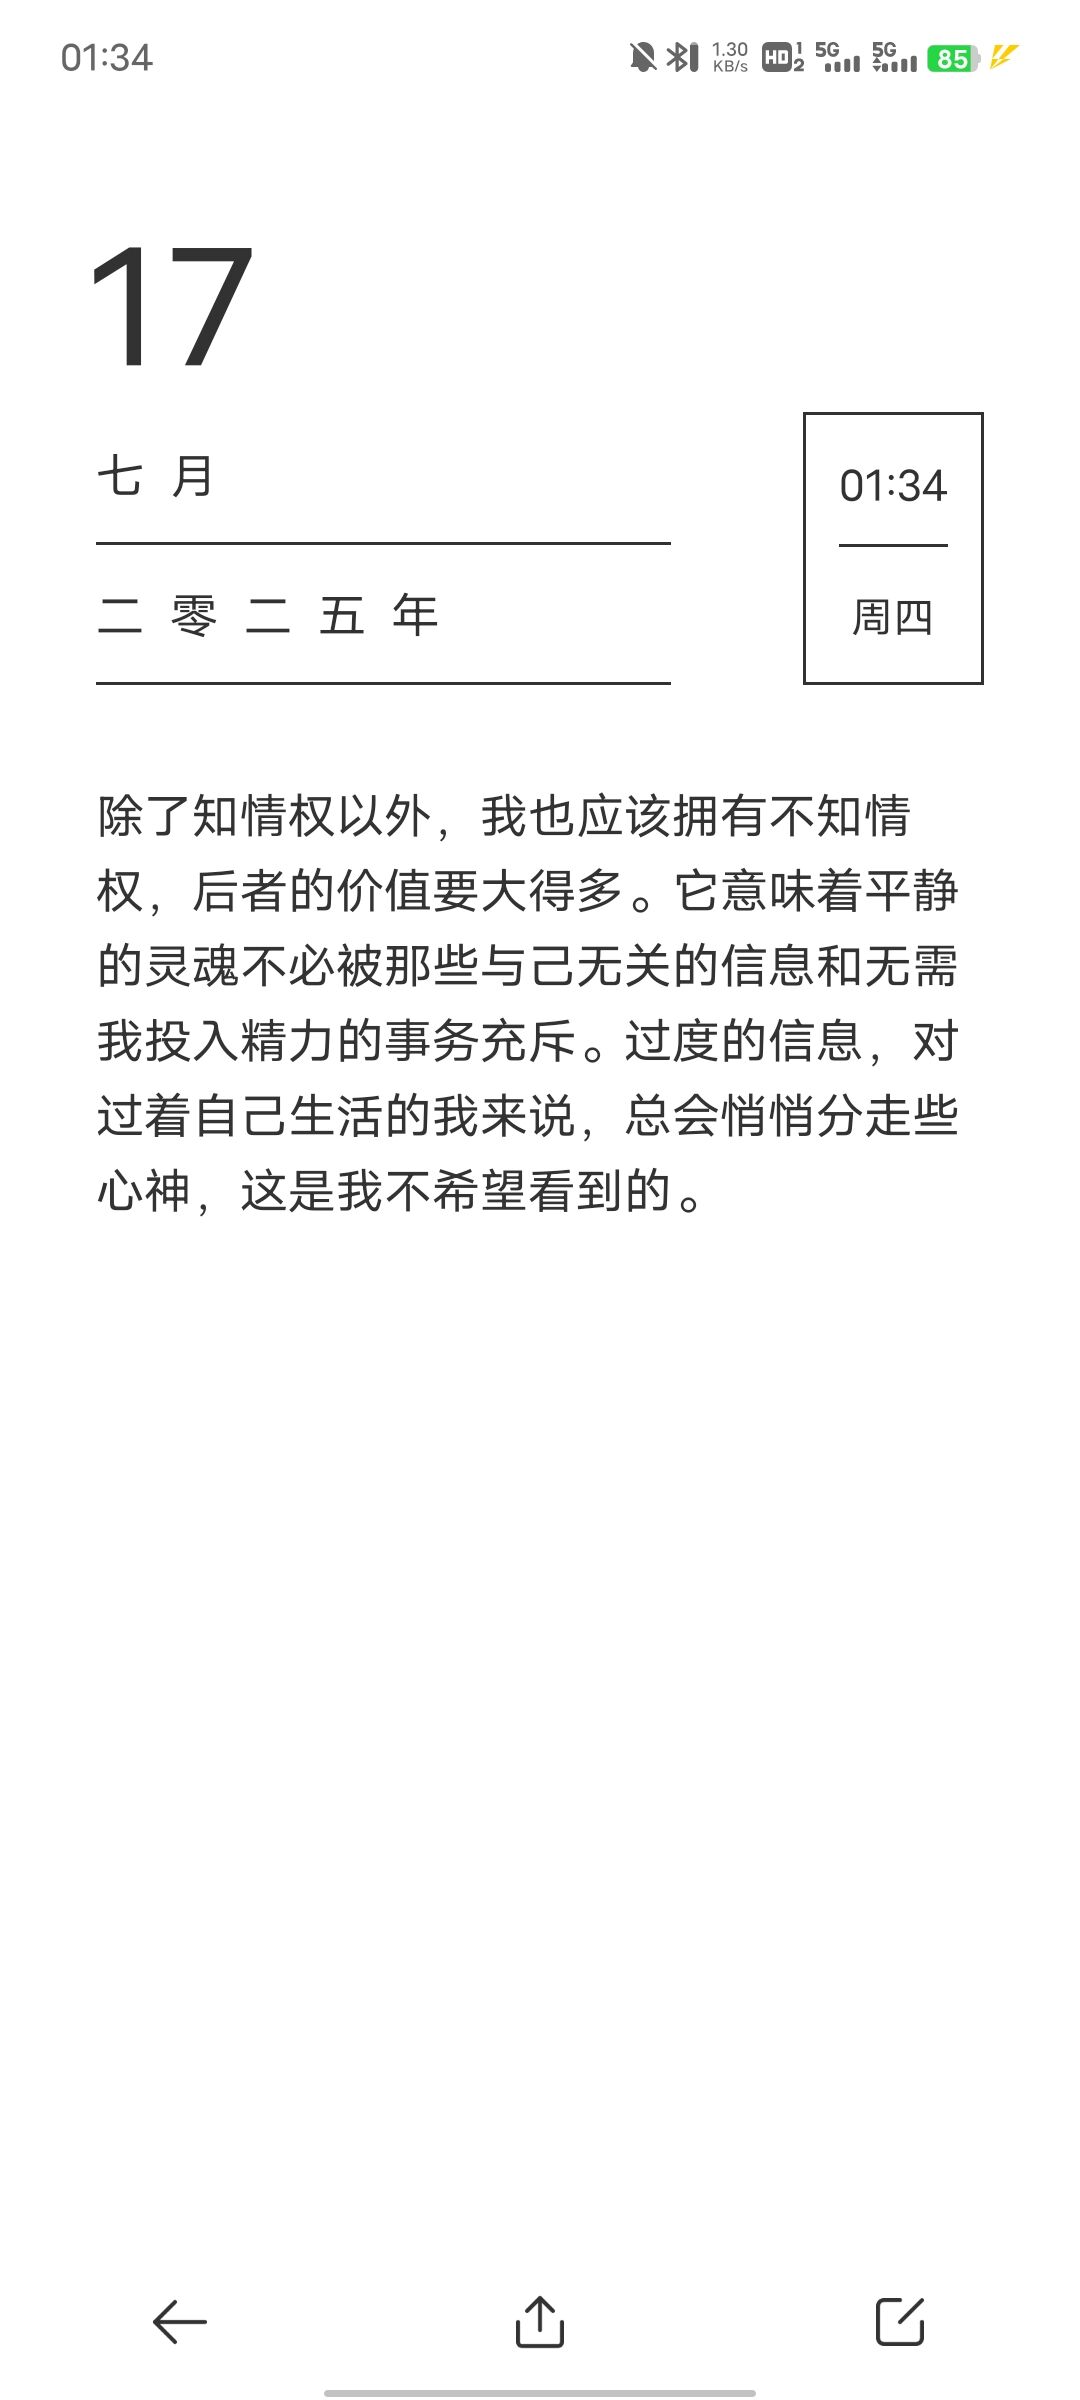 01:34
1.30
KB/s
HD 1 2
5G
5G
85
17
七月
二零二五年
01:34
周四
除了知情权以外，我也应该拥有不知情
权，后者的价值要大得多。它意味着平静
的灵魂不必被那些与己无关的信息和无需
我投入精力的事务充斥。过度的信息，对
过着自己生活的我来说，总会悄悄分走些
心神，这是我不希望看到的。